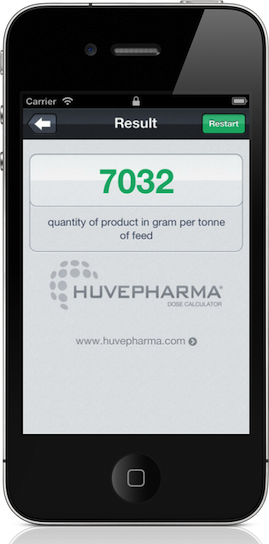 Carrier
Result
Restart
7032
quantity of product in gram per tonne
of feed
HUVEPHARMA®
DOSE CALCULATOR
www.huvepharma.com